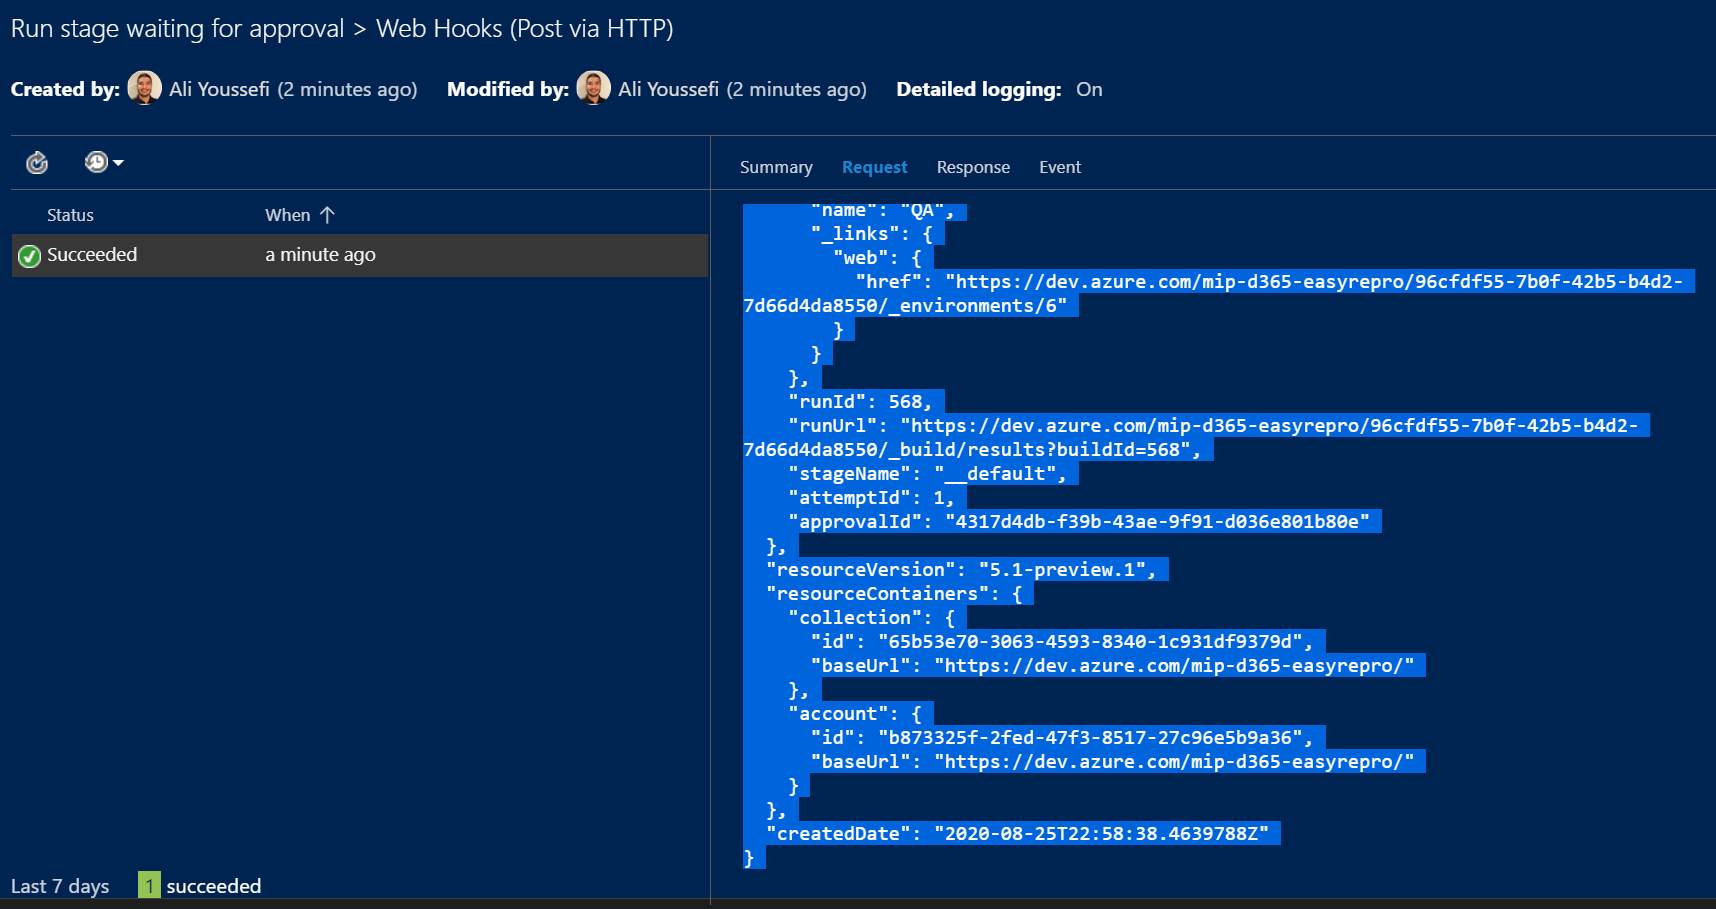 Run stage waiting for approval > Web Hooks (Post via HTTP)
Created by: Ali Youssefi (2 minutes ago) Modified by: Ali Youssefi (2 minutes ago) Detailed logging: On
Summary Request Response Event
Status When ↑
Succeeded a minute ago
"name": "QA",
"_links": {
"web": {
"href": "https://dev.azure.com/mip-d365-easyrepro/96cfdf55-7b0f-42b5-b4d2-
7d66d4da8550/_environments/6"
}
}
},
"runId": 568,
"runUrl": "https://dev.azure.com/mip-d365-easyrepro/96cfdf55-7b0f-42b5-b4d2-
7d66d4da8550/_build/results?buildId=568",
"stageName": "__default",
"attemptId": 1,
"approvalId": "4317d4db-f39b-43ae-9f91-d036e801b80e"
},
"resourceVersion": "5.1-preview.1",
"resourceContainers": {
"collection": {
"id": "65b53e70-3063-4593-8340-1c931df9379d",
"baseUrl": "https://dev.azure.com/mip-d365-easyrepro/"
},
"account": {
"id": "b873325f-2fed-47f3-8517-27c96e5b9a36",
"baseUrl": "https://dev.azure.com/mip-d365-easyrepro/"
}
},
"createdDate": "2020-08-25T22:58:38.4639788Z"
}
Last 7 days 1 succeeded